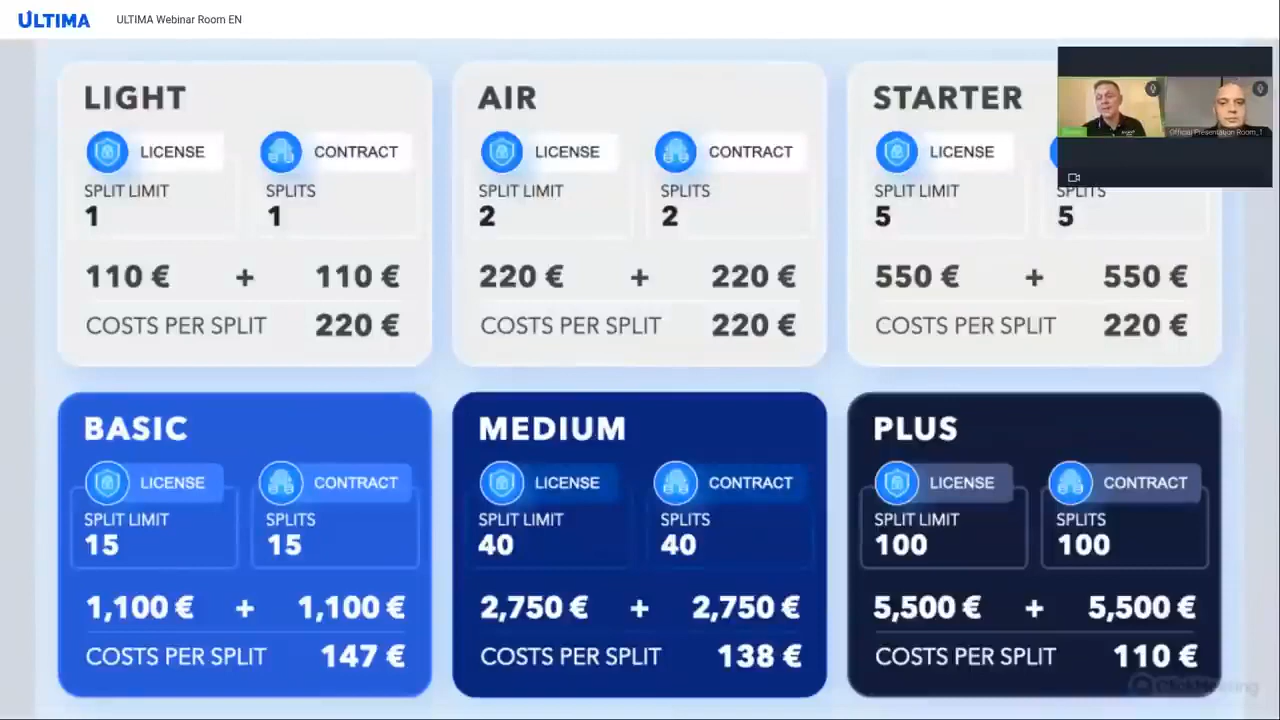 ULTIMA
ULTIMA Webinar Room EN
LIGHT
LICENSE
CONTRACT
SPLIT LIMIT
SPLITS
1
1
110 € + 110 €
COSTS PER SPLIT 220 €
AIR
LICENSE
CONTRACT
SPLIT LIMIT
SPLITS
2
2
220 € + 220 €
COSTS PER SPLIT 220 €
STARTER
LICENSE
SPLIT LIMIT
SPLITS
5
5
550 € + 550 €
COSTS PER SPLIT 220 €
Official Presentation Room_1
BASIC
LICENSE
CONTRACT
SPLIT LIMIT
SPLITS
15
15
1,100 € + 1,100 €
COSTS PER SPLIT 147 €
MEDIUM
LICENSE
CONTRACT
SPLIT LIMIT
SPLITS
40
40
2,750 € + 2,750 €
COSTS PER SPLIT 138 €
PLUS
LICENSE
CONTRACT
SPLIT LIMIT
SPLITS
100
100
5,500 € + 5,500 €
COSTS PER SPLIT 110 €
ClickMeeting